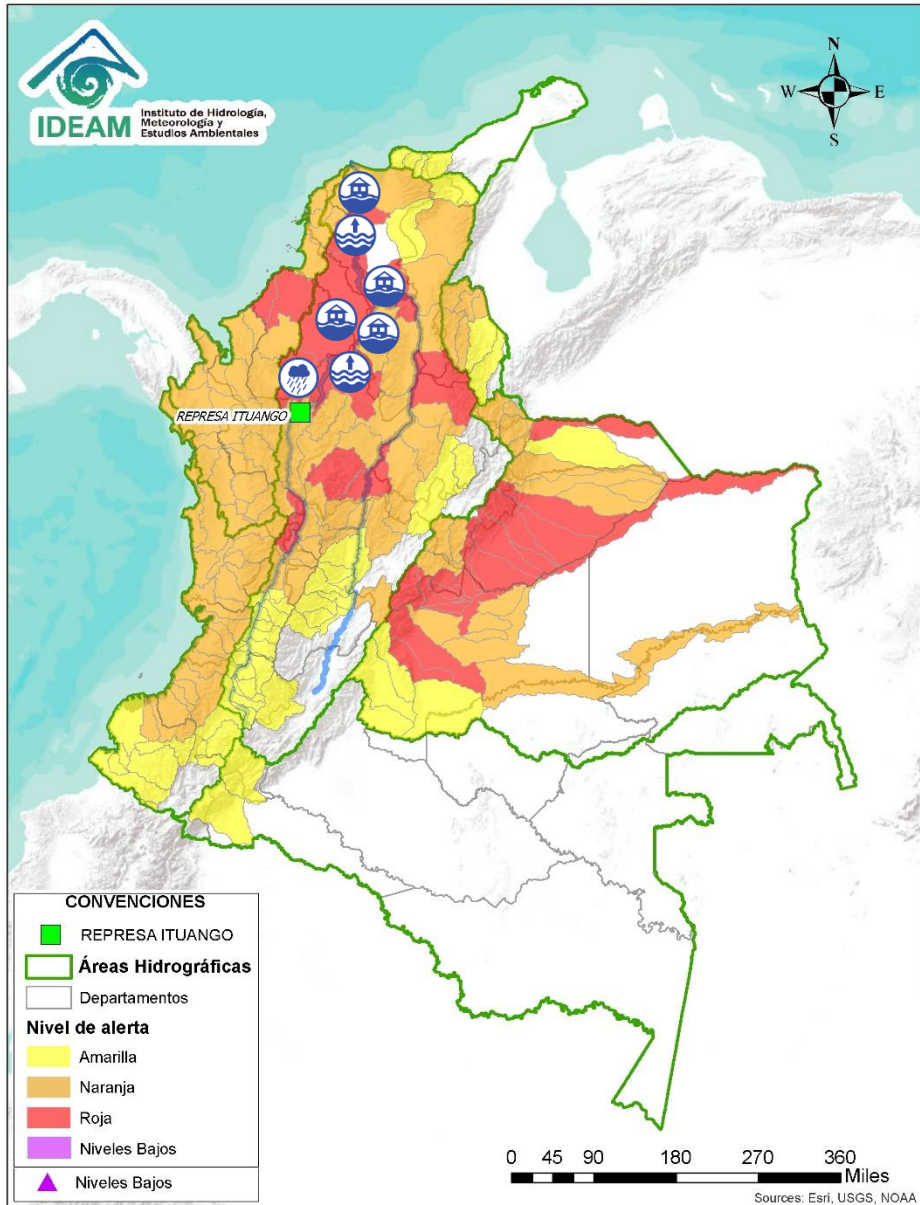 IDEAM
Instituto de Hidrología,
Meteorología y
Estudios Ambientales
N
W
E
S
REPRESA ITUANGO
CONVENCIONES
REPRESA ITUANGO
Áreas Hidrográficas
Departamentos
Nivel de alerta
Amarilla
Naranja
Roja
Niveles Bajos
Niveles Bajos
0 45 90 180 270 360
Miles
Sources: Esri, USGS, NOAA